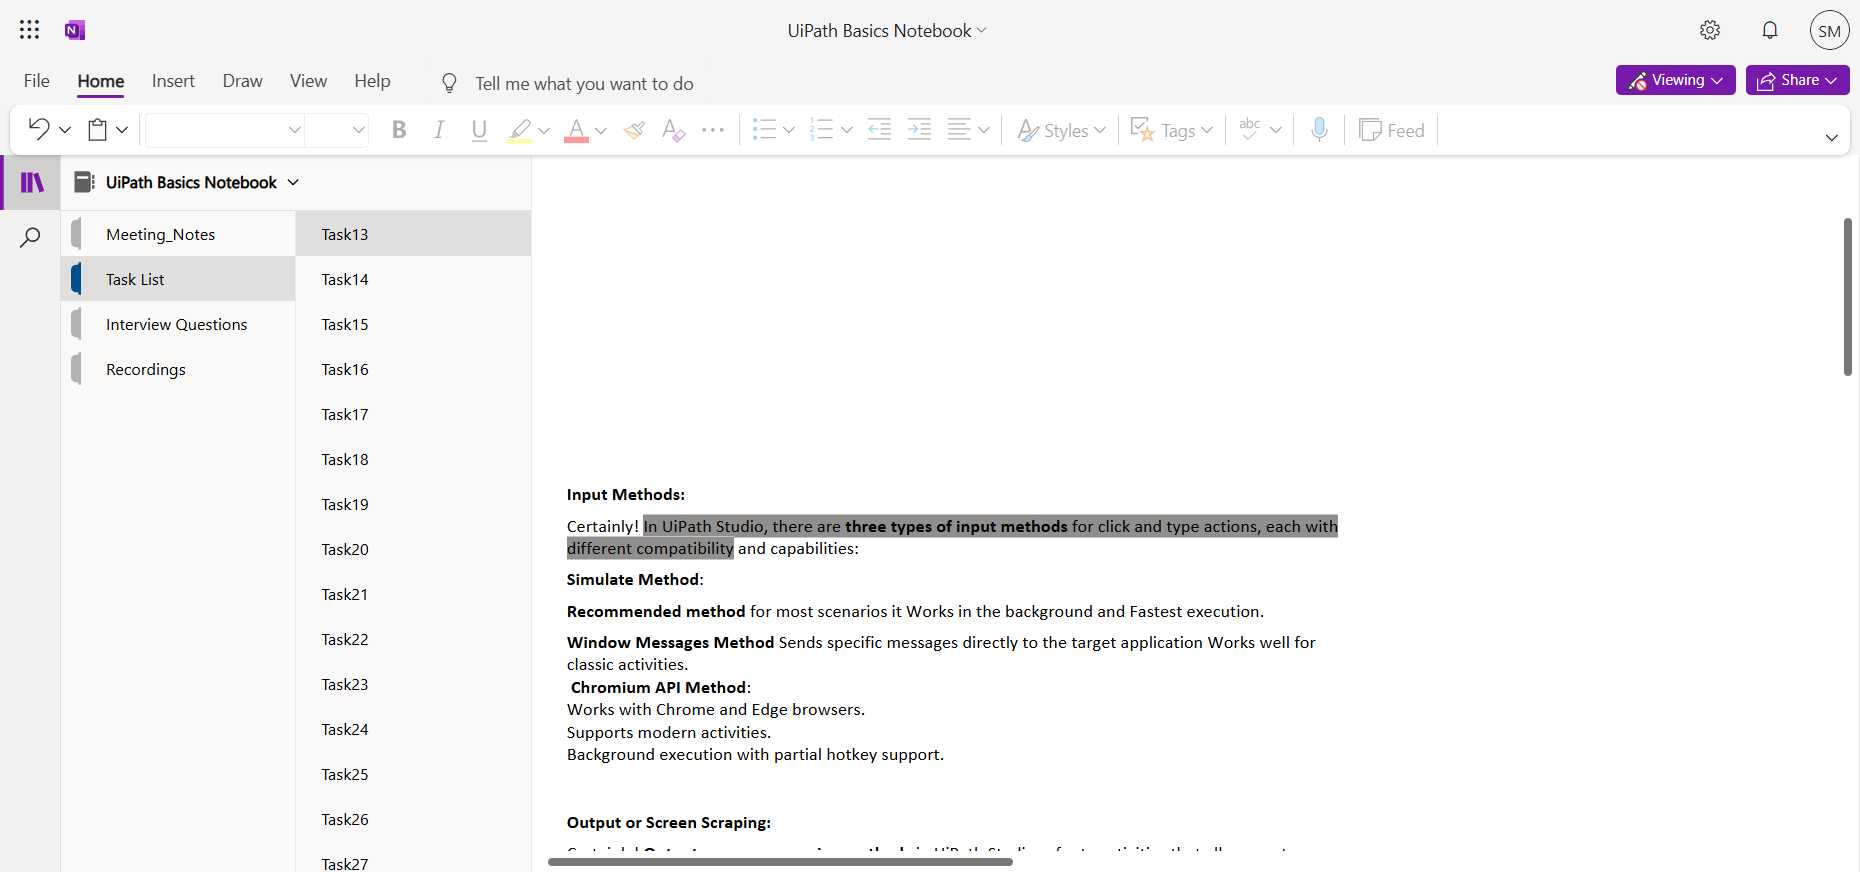 UiPath Basics Notebook
SM
File Home Insert Draw View Help Tell me what you want to do
Viewing Share
B I U A A Styles Tags abc Feed
UiPath Basics Notebook
Meeting_Notes
Task List
Interview Questions
Recordings
Task13
Task14
Task15
Task16
Task17
Task18
Task19
Task20
Task21
Task22
Task23
Task24
Task25
Task26
Task27
Input Methods:
Certainly! In UiPath Studio, there are three types of input methods for click and type actions, each with
different compatibility and capabilities:
Simulate Method:
Recommended method for most scenarios it Works in the background and Fastest execution.
Window Messages Method Sends specific messages directly to the target application Works well for
classic activities.
Chromium API Method:
Works with Chrome and Edge browsers.
Supports modern activities.
Background execution with partial hotkey support.
Output or Screen Scraping: